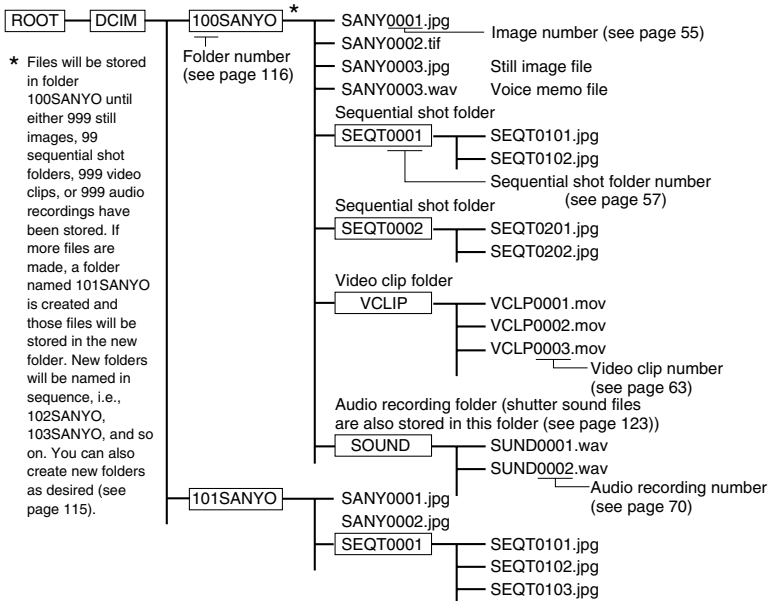 ROOT DCIM 100SANYO *
Folder number
(see page 116)
* Files will be stored
in folder
100SANYO until
either 999 still
images, 99
sequential shot
folders, 999 video
clips, or 999 audio
recordings have
been stored. If
more files are
made, a folder
named 101SANYO
is created and
those files will be
stored in the new
folder. New folders
will be named in
sequence, i.e.,
102SANYO,
103SANYO, and so
on. You can also
create new folders
as desired (see
page 115).
SANY0001.jpg
Image number (see page 55)
SANY0002.tif
SANY0003.jpg Still image file
SANY0003.wav Voice memo file
Sequential shot folder
SEQT0001 SEQT0101.jpg
SEQT0102.jpg
Sequential shot folder number
(see page 57)
Sequential shot folder
SEQT0002 SEQT0201.jpg
SEQT0202.jpg
Video clip folder
VCLIP VCLP0001.mov
VCLP0002.mov
VCLP0003.mov
Video clip number
(see page 63)
Audio recording folder (shutter sound files
are also stored in this folder (see page 123))
SOUND SUND0001.wav
SUND0002.wav
Audio recording number
(see page 70)
101SANYO SANY0001.jpg
SANY0002.jpg
SEQT0001 SEQT0101.jpg
SEQT0102.jpg
SEQT0103.jpg